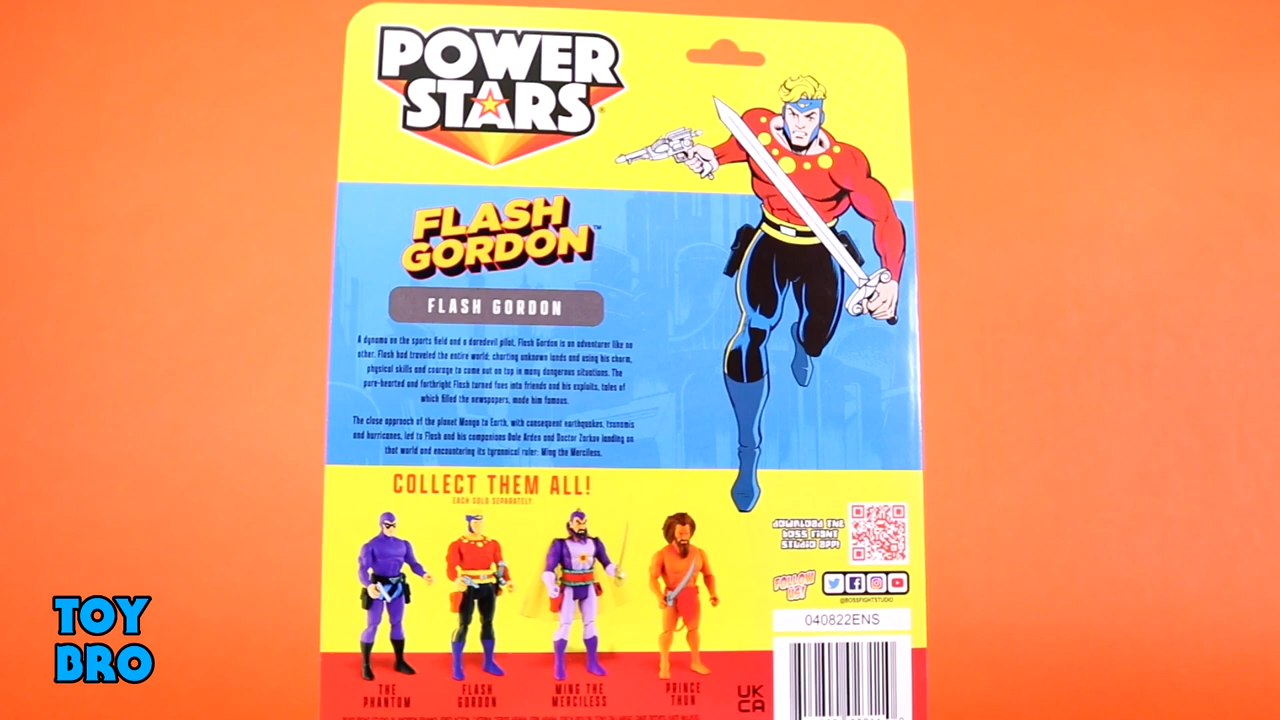 POWER
STARS
FLASH
GORDON™
FLASH GORDON
A dynamo on the sports field and a daredevil pilot, Flash Gordon is an adventurer like no
other. Flash had traveled the entire world; charting unknown lands and using his charm,
physical skills and courage to come out on top in many dangerous situations. The
pure-hearted and forthright Flash turned foes into friends and his exploits, tales of
which filled the newspapers, made him famous.
The close approach of the planet Mongo to Earth, with consequent earthquakes, tsunamis
and hurricanes, led to Flash and his companions Dale Arden and Doctor Zarkov landing on
that world and encountering its tyrannical ruler: Ming the Merciless.
COLLECT THEM ALL!
EACH SOLD SEPARATELY.
DOWNLOAD THE
BOSS FIGHT
STUDIO APP!
FOLLOW
US!
@BOSSFIGHTSTUDIO
040822ENS
THE
PHANTOM
FLASH
GORDON
MING THE
MERCILESS
PRINCE
THUN
UK
CA
TOY
BRO